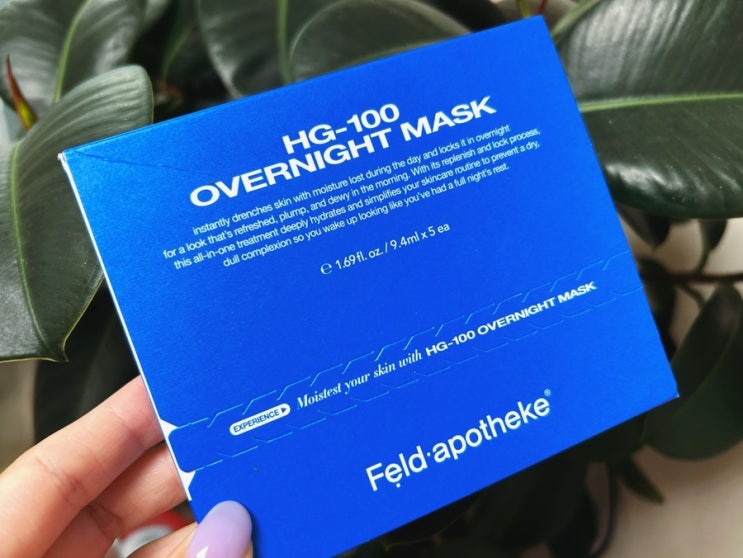 HG-100
OVERNIGHT MASK
instantly drenches skin with moisture lost during the day and locks it in overnight
for a look that's refreshed, plump, and dewy in the morning. With its replenish and lock process,
this all-in-one treatment deeply hydrates and simplifies your skincare routine to prevent a dry,
dull complexion so you wake up looking like you've had a full night's rest.
℮ 1.69 fl. oz. / 9.4ml x 5 ea
EXPERIENCE Moistest your skin with HG-100 OVERNIGHT MASK
Feld·apotheke®